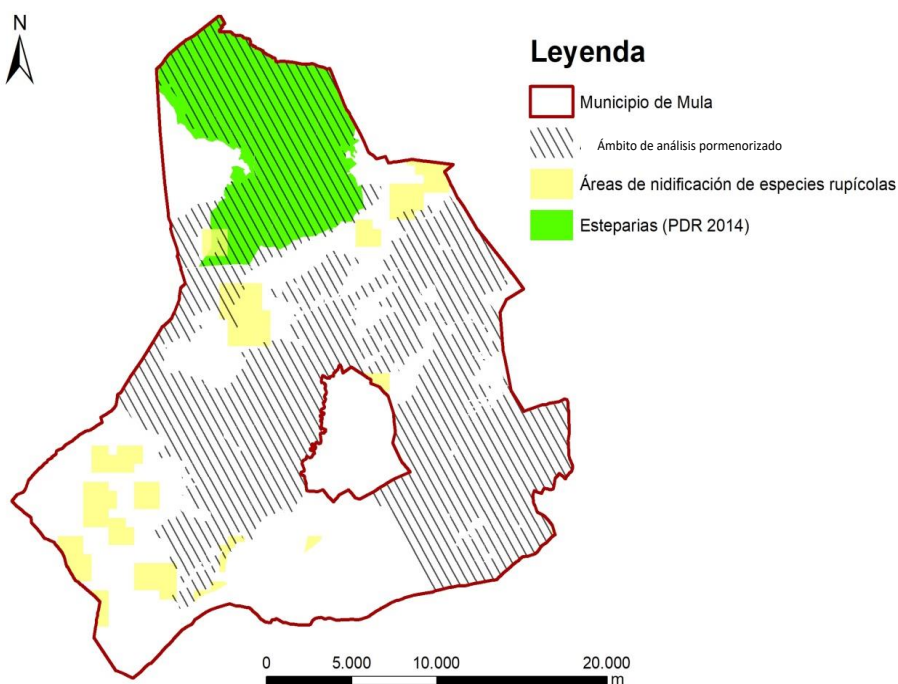 N
Leyenda
Municipio de Mula
Ámbito de análisis pormenorizado
Áreas de nidificación de especies rupícolas
Esteparias (PDR 2014)
0 5.000 10.000 20.000
m